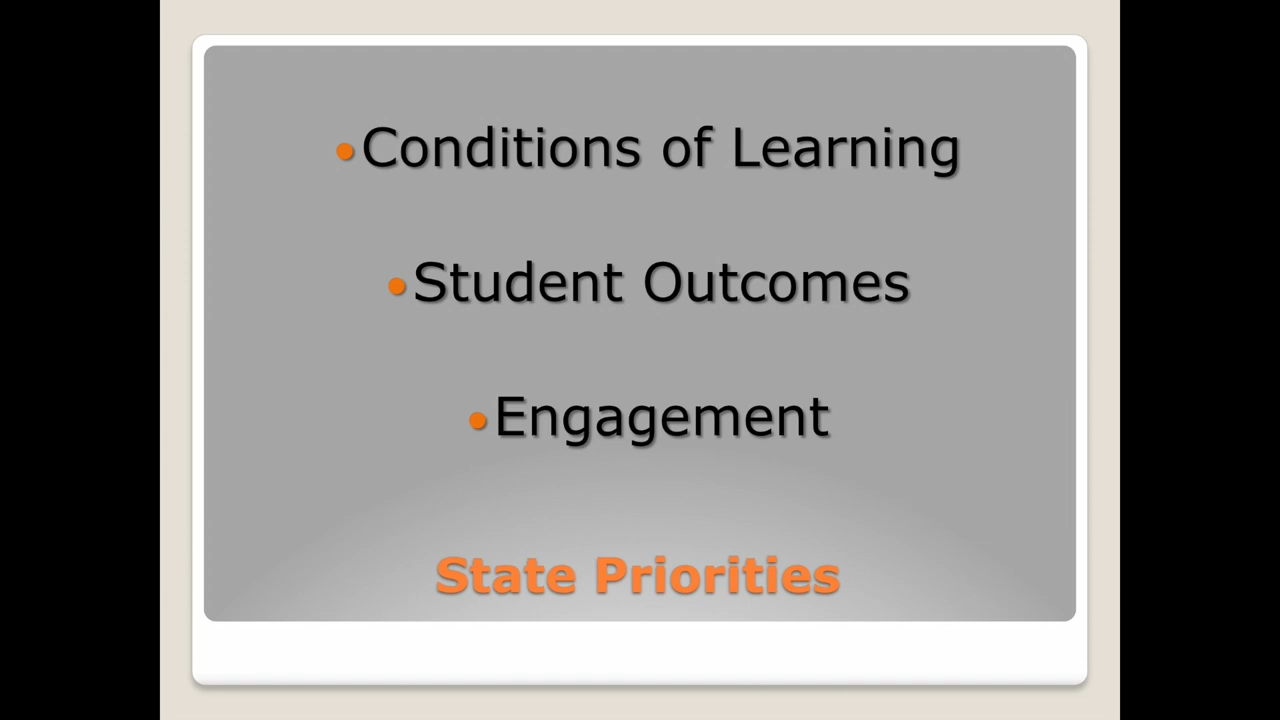 •Conditions of Learning
•Student Outcomes
•Engagement
State Priorities